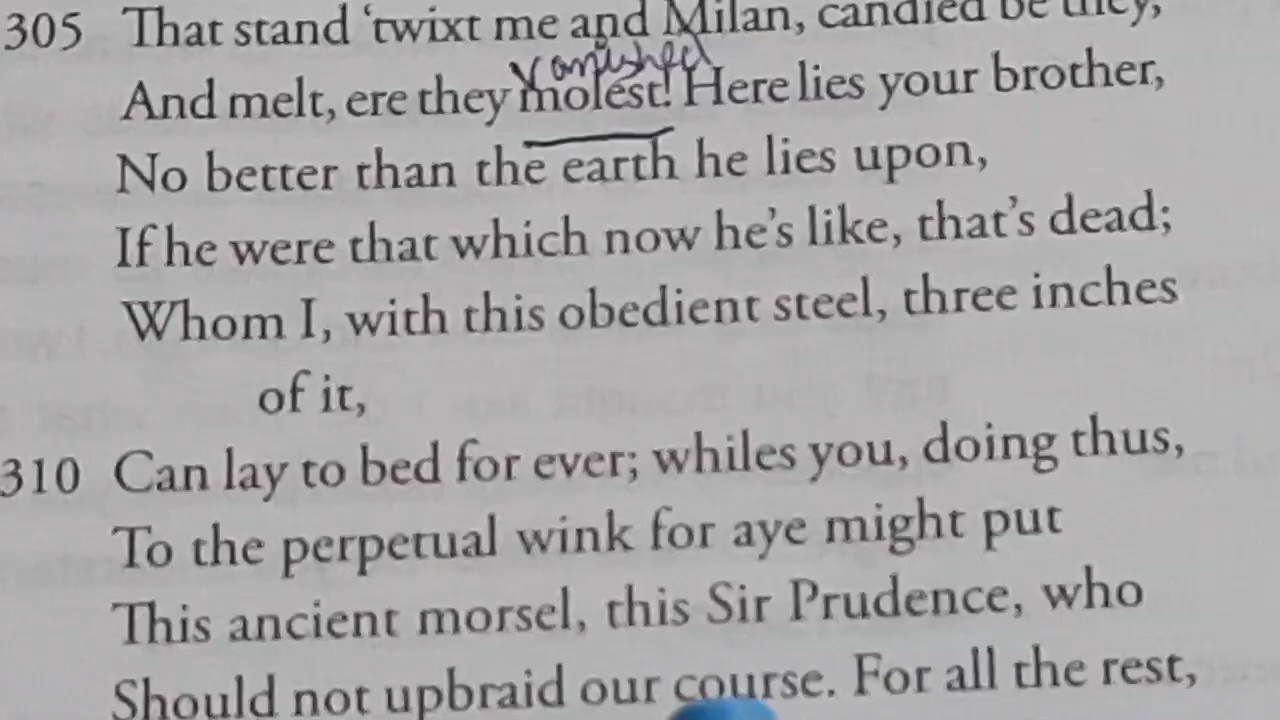 305 That stand ‘twixt me and Milan, candied be they,
vanished
And melt, ere they molest! Here lies your brother,
No better than the earth he lies upon,
If he were that which now he's like, that's dead;
Whom I, with this obedient steel, three inches
of it,
310 Can lay to bed for ever; whiles you, doing thus,
To the perpetual wink for aye might put
This ancient morsel, this Sir Prudence, who
Should not upbraid our course. For all the rest,